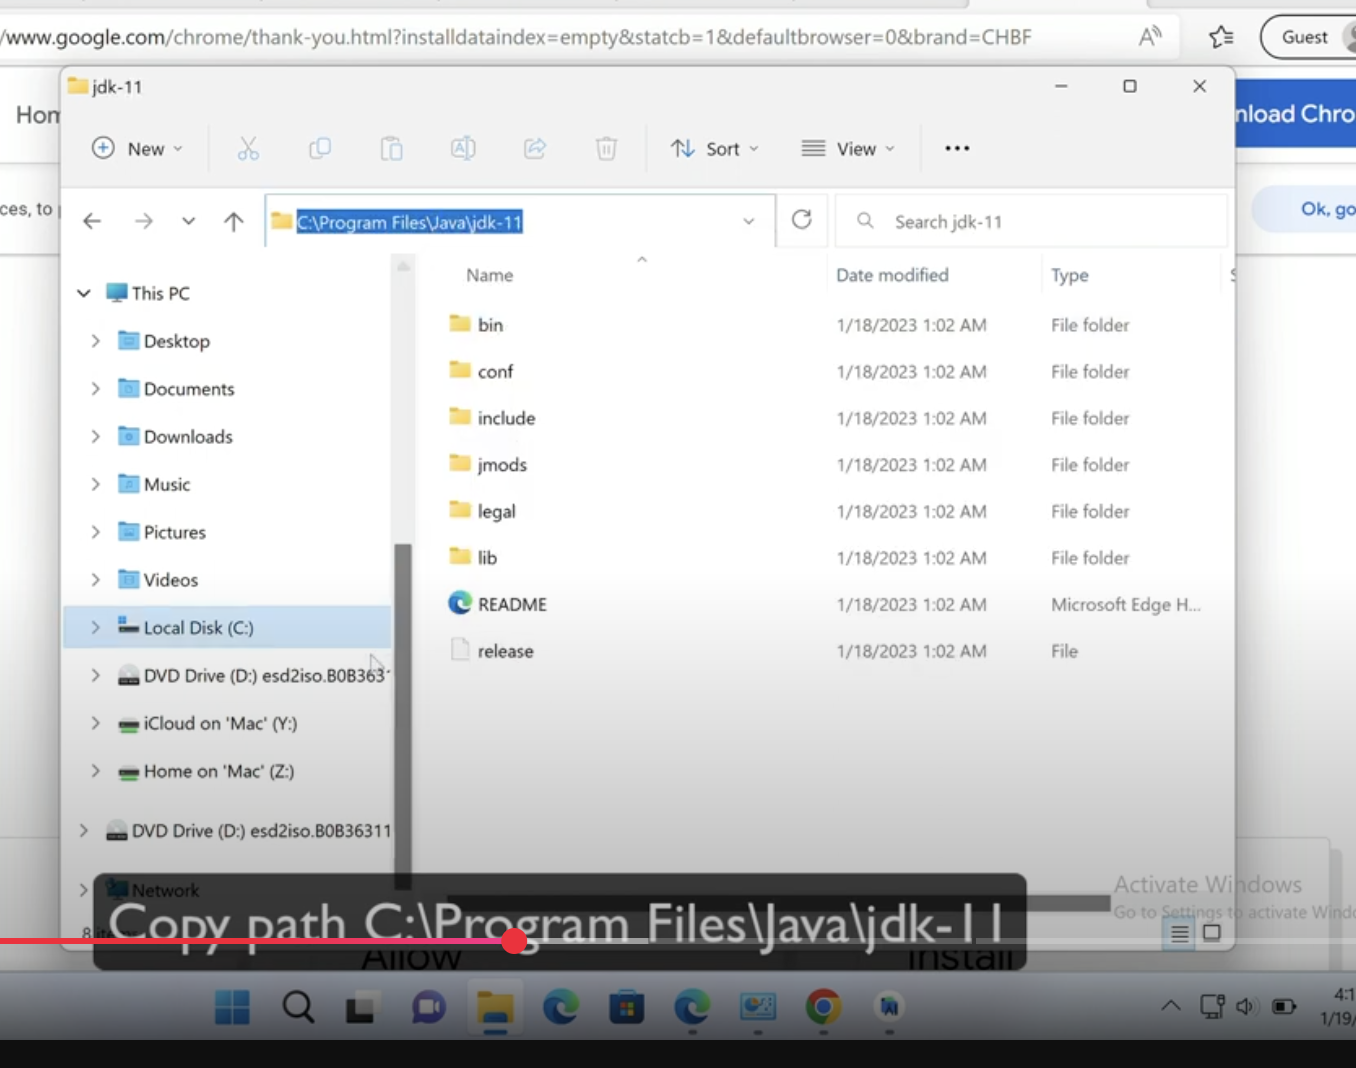 /www.google.com/chrome/thank-you.html?installdataindex=empty&statcb=1&defaultbrowser=0&brand=CHBF
Guest
jdk-11
New
Sort
View
C:\Program Files\Java\jdk-11
Search jdk-11
ces, to
Ok, go
Name Date modified Type
This PC
Desktop
Documents
Downloads
Music
Pictures
Videos
Local Disk (C:)
DVD Drive (D:) esd2iso.B0B3631
iCloud on 'Mac' (Y:)
Home on 'Mac' (Z:)
DVD Drive (D:) esd2iso.B0B36311
Network
bin 1/18/2023 1:02 AM File folder
conf 1/18/2023 1:02 AM File folder
include 1/18/2023 1:02 AM File folder
jmods 1/18/2023 1:02 AM File folder
legal 1/18/2023 1:02 AM File folder
lib 1/18/2023 1:02 AM File folder
README 1/18/2023 1:02 AM Microsoft Edge H...
release 1/18/2023 1:02 AM File
Activate Windows
Go to Settings to activate Windo
Copy path C:\Program Files\Java\jdk-11
Allow
Install
4:1
1/19/